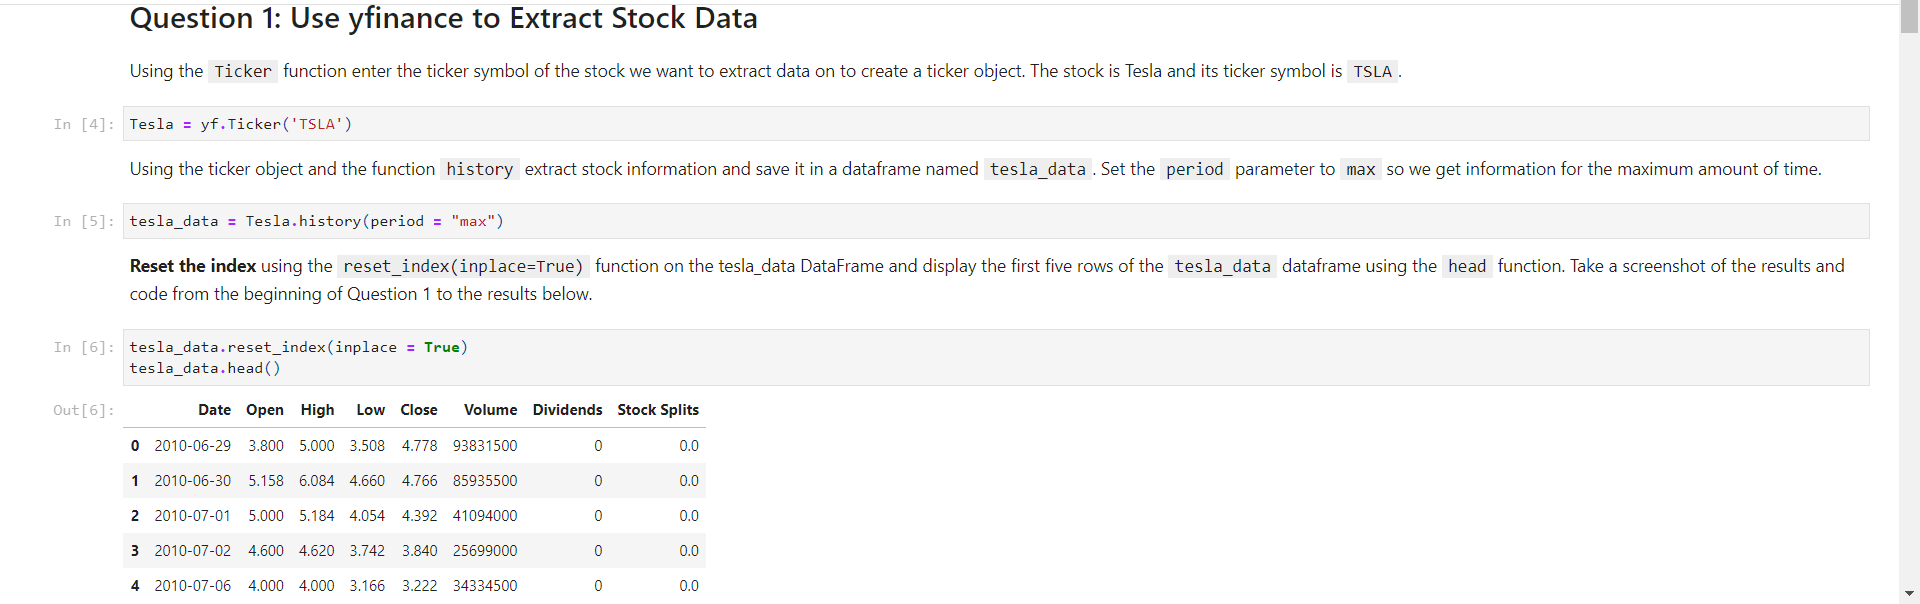 Question 1: Use yfinance to Extract Stock Data
Using the Ticker function enter the ticker symbol of the stock we want to extract data on to create a ticker object. The stock is Tesla and its ticker symbol is TSLA .
In [4]: Tesla = yf.Ticker('TSLA')
Using the ticker object and the function history extract stock information and save it in a dataframe named tesla_data . Set the period parameter to max so we get information for the maximum amount of time.
In [5]: tesla_data = Tesla.history(period = "max")
Reset the index using the reset_index(inplace=True) function on the tesla_data DataFrame and display the first five rows of the tesla_data dataframe using the head function. Take a screenshot of the results and
code from the beginning of Question 1 to the results below.
In [6]: tesla_data.reset_index(inplace = True)
tesla_data.head()
Out[6]: Date Open High Low Close Volume Dividends Stock Splits
0 2010-06-29 3.800 5.000 3.508 4.778 93831500 0 0.0
1 2010-06-30 5.158 6.084 4.660 4.766 85935500 0 0.0
2 2010-07-01 5.000 5.184 4.054 4.392 41094000 0 0.0
3 2010-07-02 4.600 4.620 3.742 3.840 25699000 0 0.0
4 2010-07-06 4.000 4.000 3.166 3.222 34334500 0 0.0